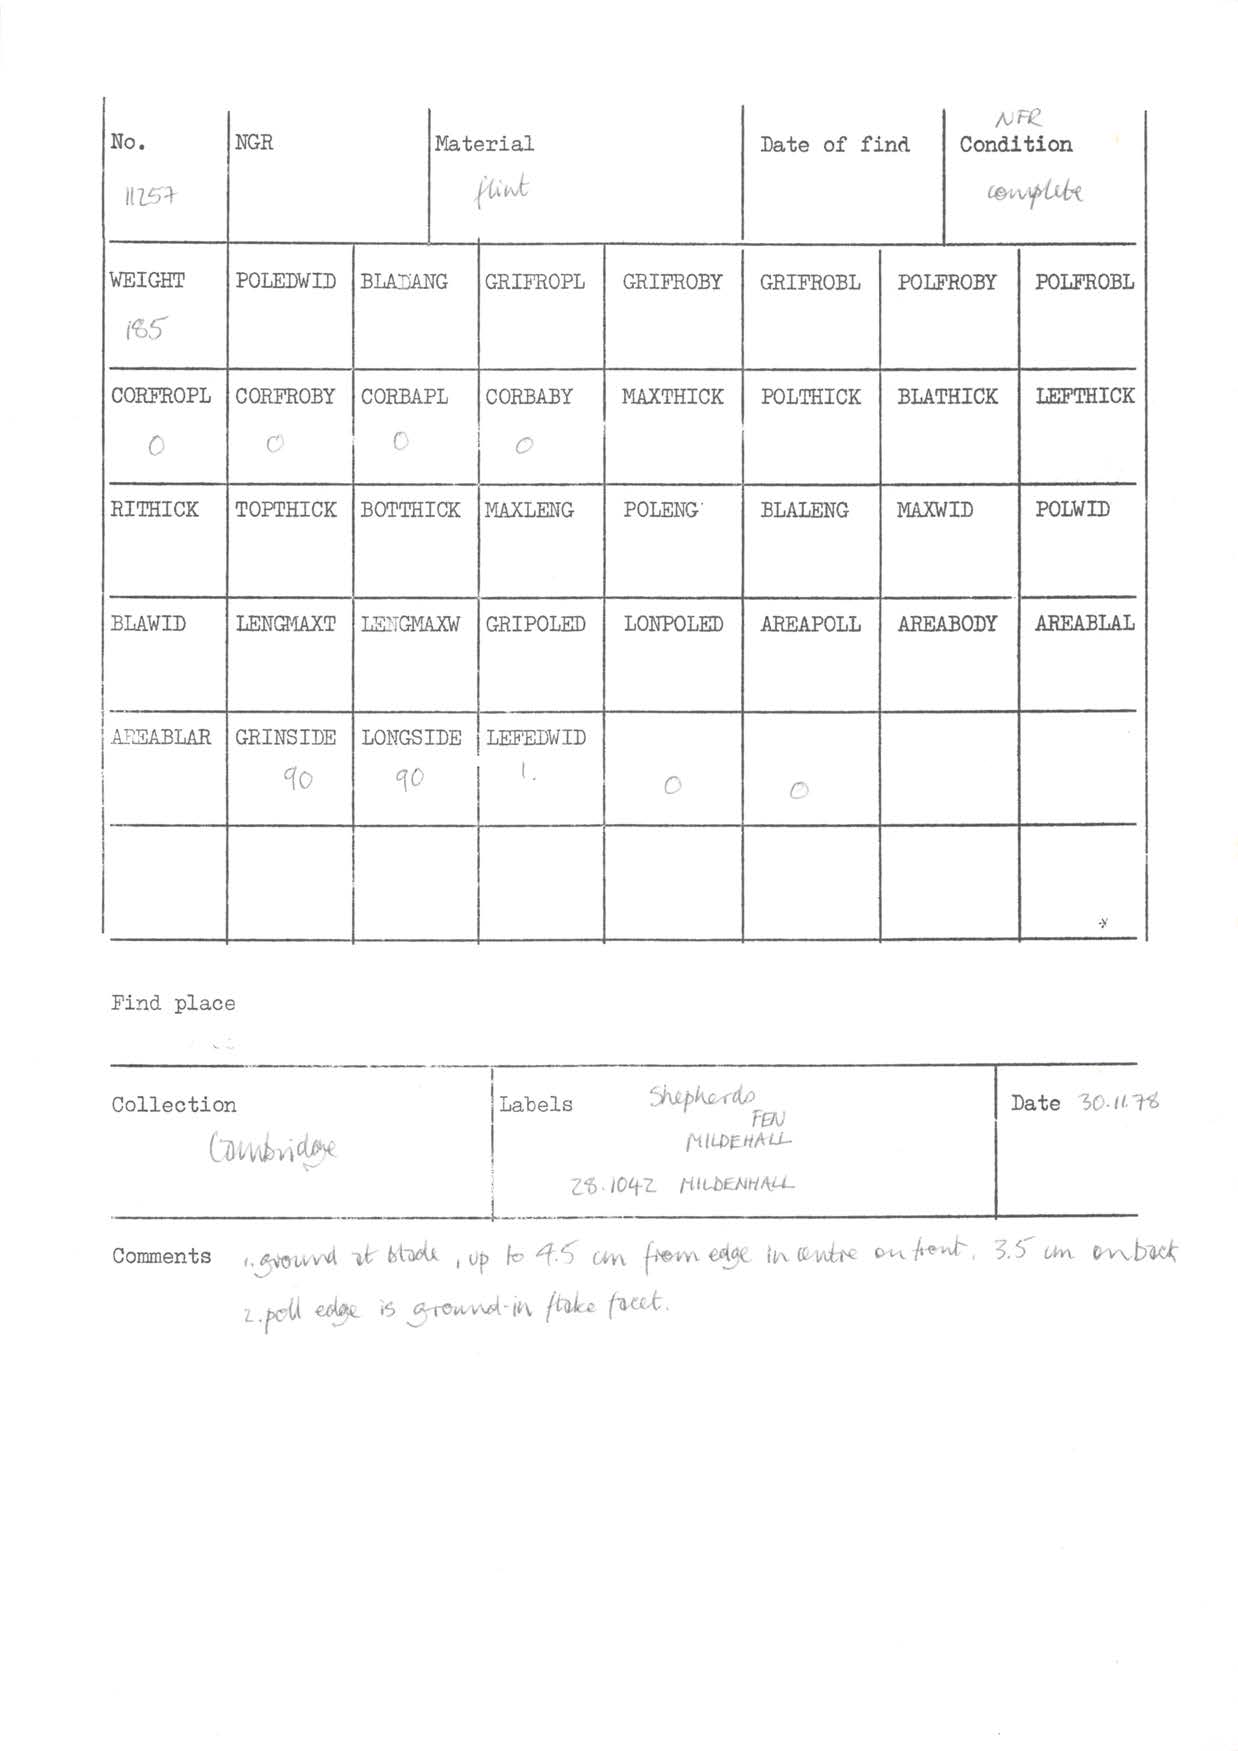 NFR
No. NGR Material Date of find Condition
11257 flint complete
WEIGHT POLEDWID BLADANG GRIFROPL GRIFROBY GRIFROBL POLFROBY POLFROBL
185
CORFROPL CORFROBY CORBAPL CORBABY MAXTHICK POLTHICK BLATHICK LEFTHICK
0 0 0 0
RITHICK TOPTHICK BOTTHICK MAXLENG POLENG BLALENG MAXWID POLWID
BLAWID LENGMAXT LENGMAXW GRIPOLED LONPOLED AREAPOLL AREABODY AREABLAL
AREABLAR GRINSIDE LONGSIDE LEFEDWID
90 90 1. 0 0
Find place
Collection Labels Shepherds Date 30.11.78
FEN
Cambridge MILDEHALL
28.1042 MILDENHALL
Comments 1. ground at blade, up to 4.5 cm from edge in centre on front. 3.5 cm on back
2. poll edge is ground-in flake facet.